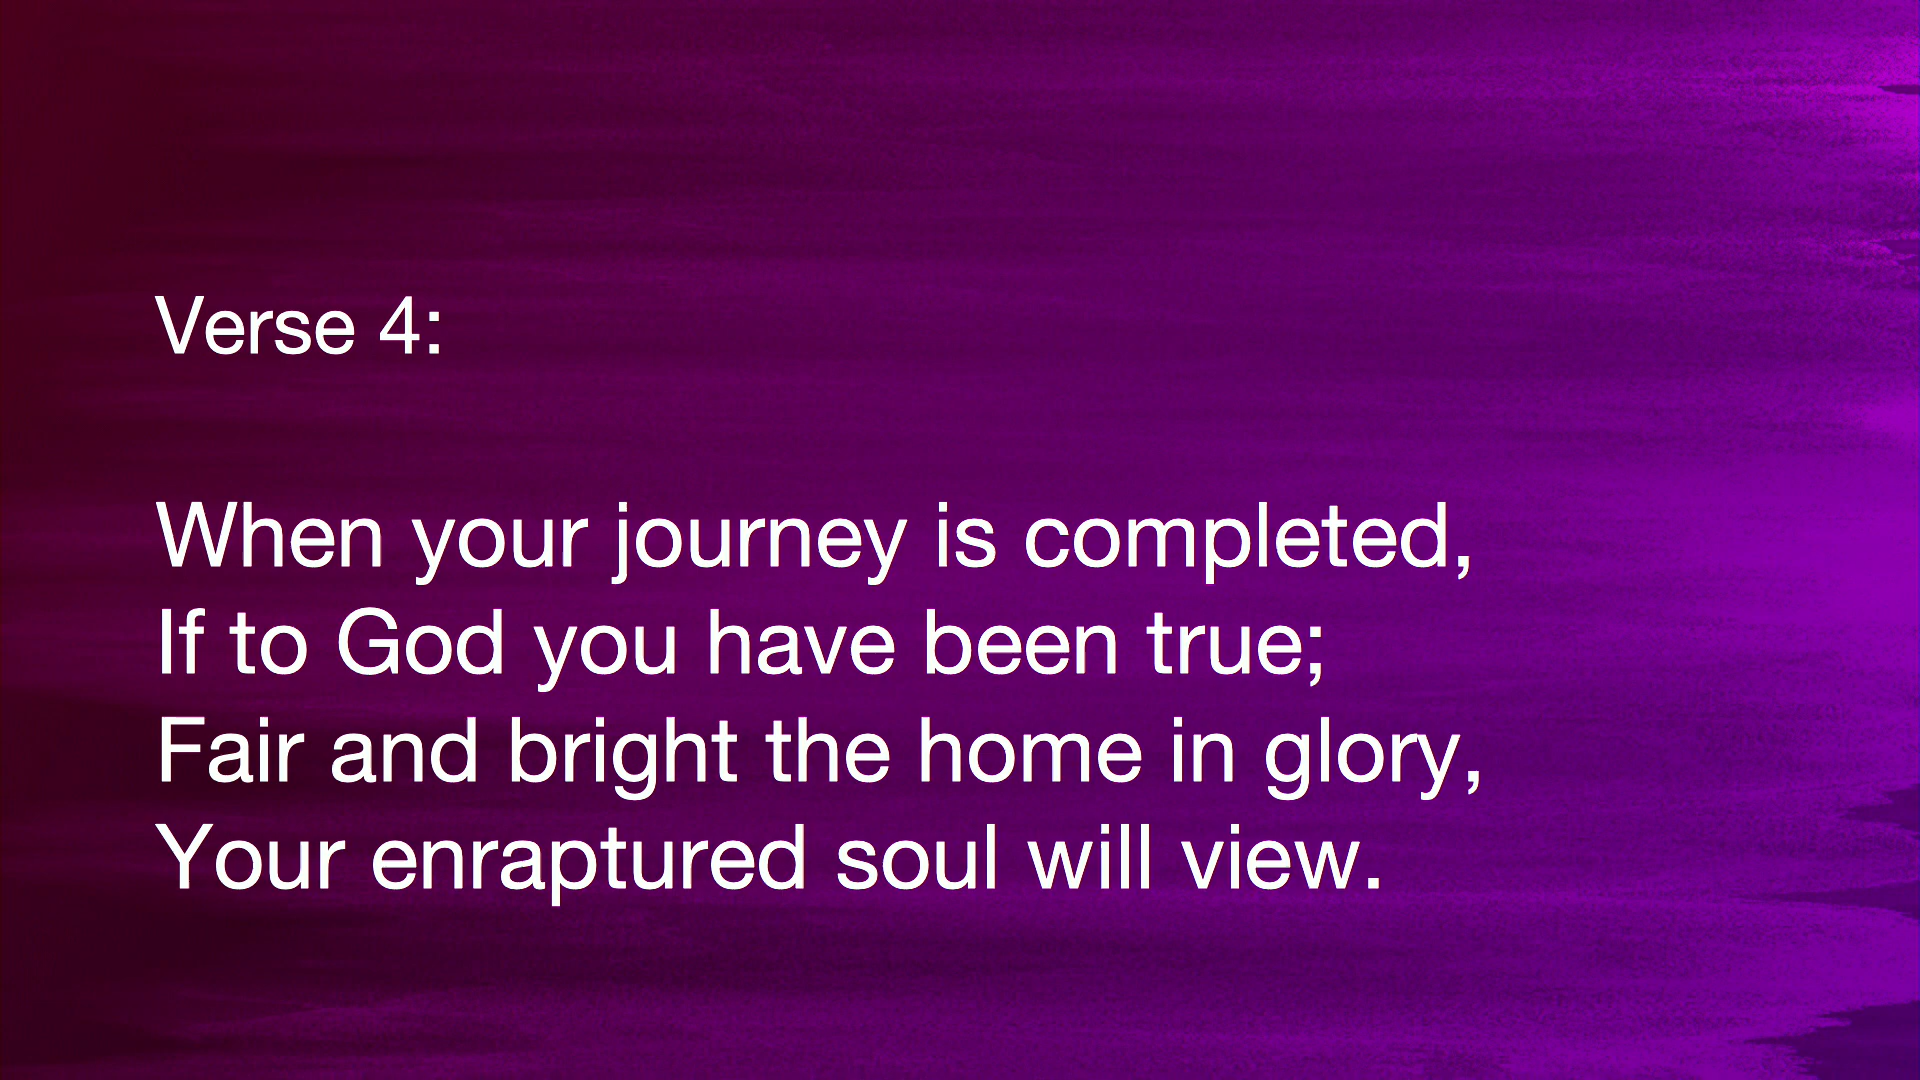 Verse 4:
When your journey is completed,
If to God you have been true;
Fair and bright the home in glory,
Your enraptured soul will view.